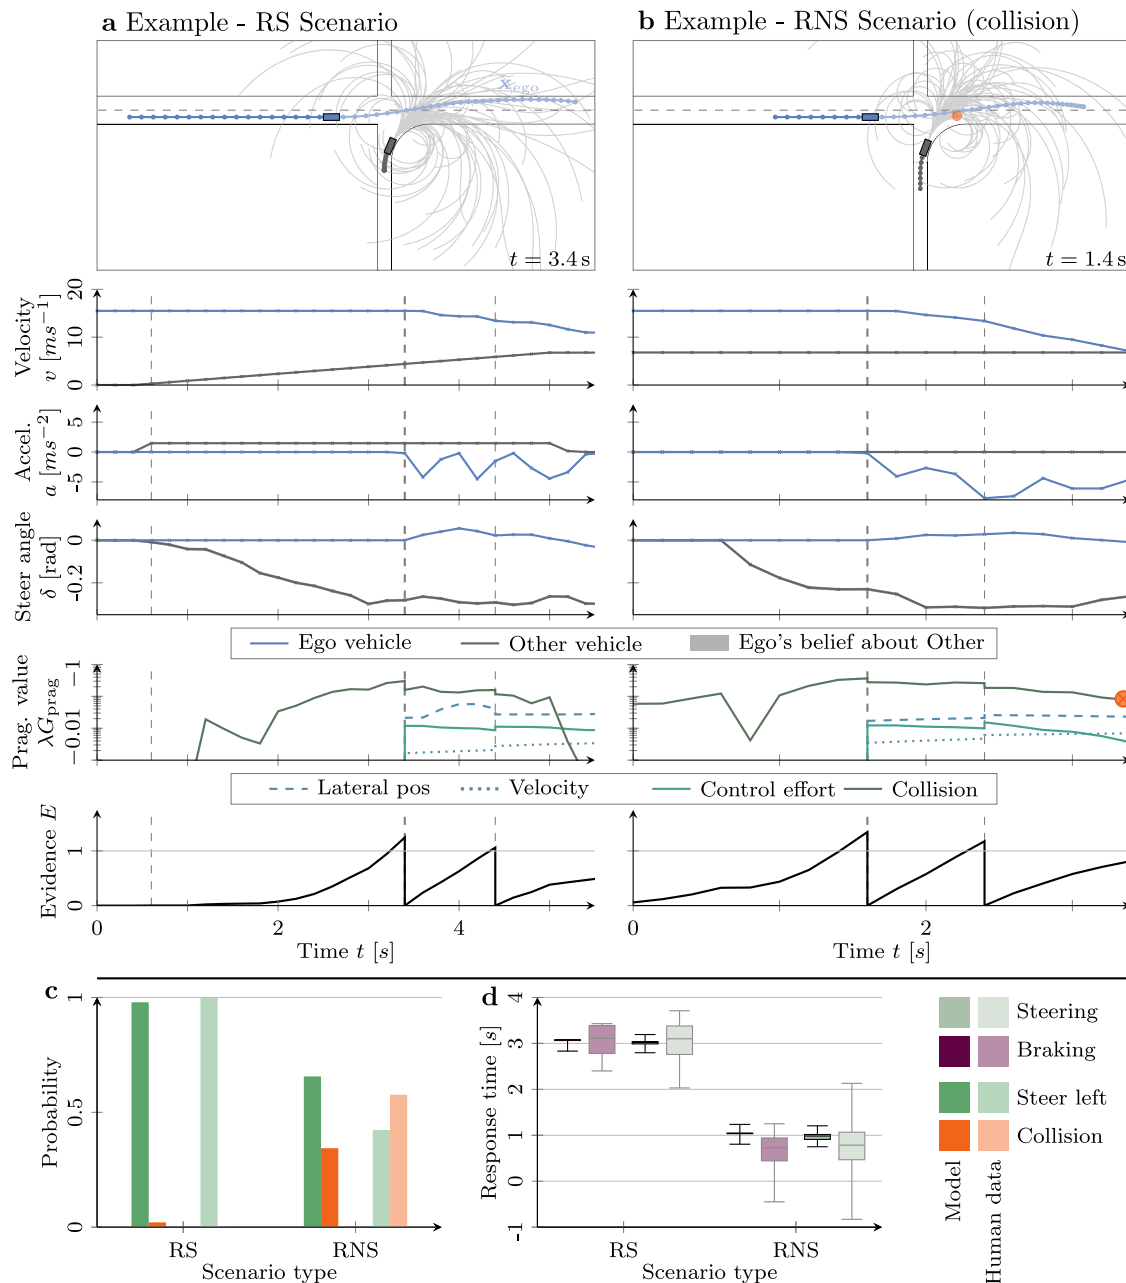 a Example - RS Scenario
b Example - RNS Scenario (collision)
x̄ego
t = 3.4 s
t = 1.4 s
Velocity
v [ms⁻¹]
0
10
20
Accel.
a [ms⁻²]
5
0
-5
Steer angle
δ [rad]
0
-0.2
Ego vehicle
Other vehicle
Ego's belief about Other
Prag. value
λGprag
-1
-0.01
Lateral pos
Velocity
Control effort
Collision
Evidence E
1
0
0 2 4
Time t [s]
0 2
Time t [s]
c
Probability
1
0.5
0
RS RNS
Scenario type
d
Response time [s]
4
3
2
1
0
-1
RS RNS
Scenario type
Steering
Braking
Steer left
Collision
Model
Human data